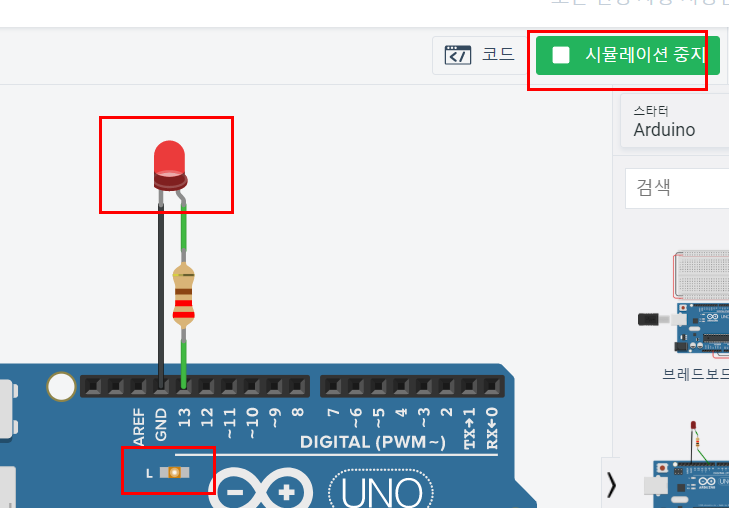 코드
시뮬레이션 중지
스타터
Arduino
검색
브레드보드
AREF
GND
13
12
~11
~10
~9
8
7
~6
~5
4
~3
2
TX→1
RX←0
DIGITAL (PWM~)
L
UNO